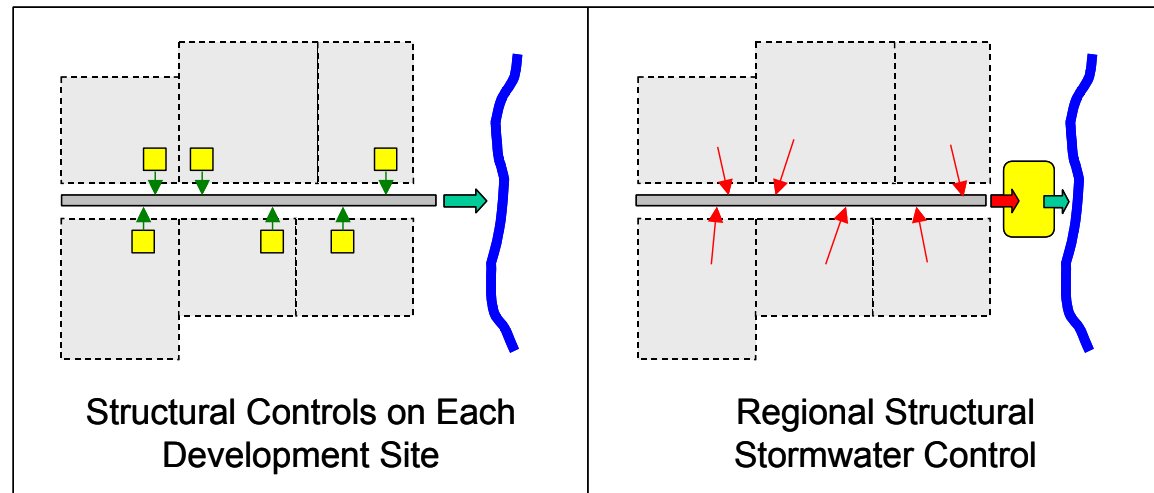 Structural Controls on Each
Development Site
Regional Structural
Stormwater Control